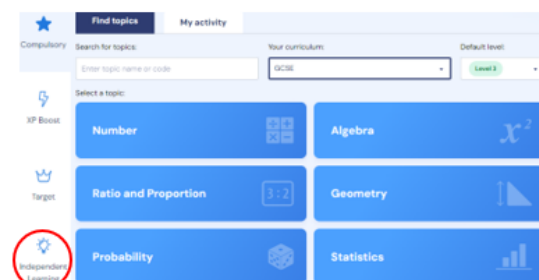 Find topics
My activity
Compulsory
Search for topics:
Your curriculum:
Default level:
Enter topic name or code
GCSE
Level 3
Select a topic:
XP Boost
Number
Algebra
x²
Target
Ratio and Proportion
3:2
Geometry
Independent
Learning
Probability
Statistics